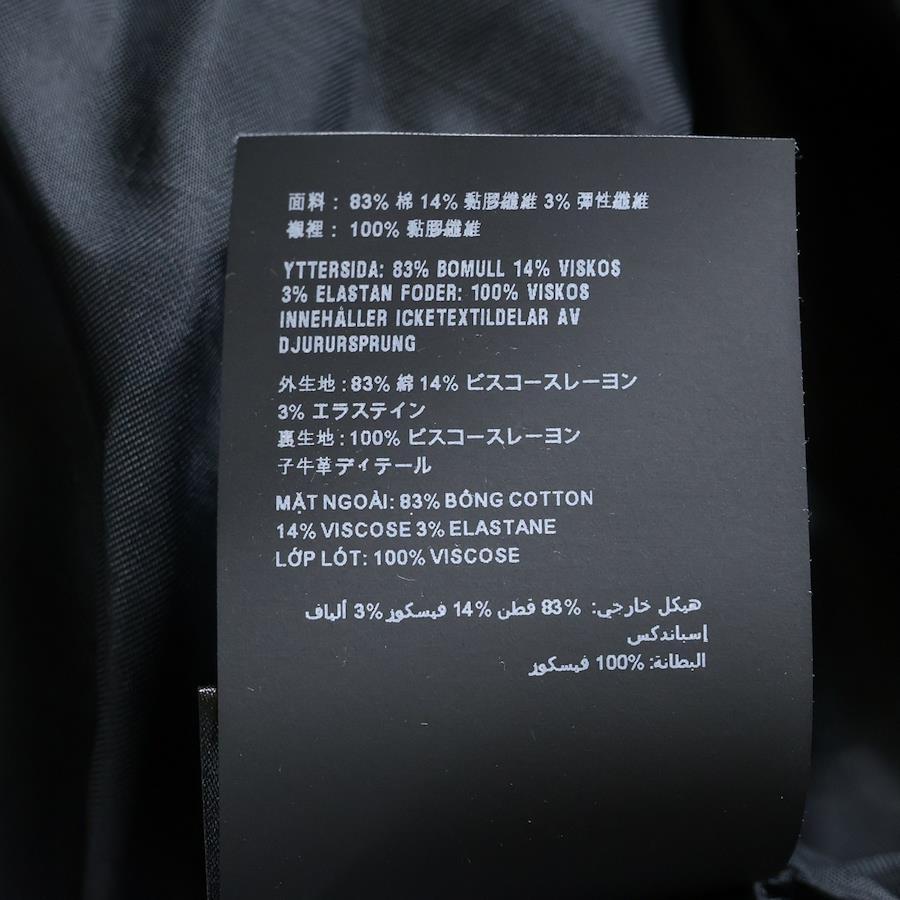 面料：83% 棉 14% 黏膠纖維 3% 彈性纖維
襯裡：100% 黏膠纖維
YTTERSIDA: 83% BOMULL 14% VISKOS
3% ELASTAN FODER: 100% VISKOS
INNEHÅLLER ICKETEXTILDELAR AV
DJURURSPRUNG
外生地:83% 綿 14% ビスコースレーヨン
3% エラステイン
裏生地:100% ビスコースレーヨン
子牛革ディテール
MẶT NGOÀI: 83% BÔNG COTTON
14% VISCOSE 3% ELASTANE
LỚP LÓT: 100% VISCOSE
هيكل خارجي: 83% قطن 14% فيسكوز 3% ألياف
إسباندكس
البطانة: 100% فيسكوز